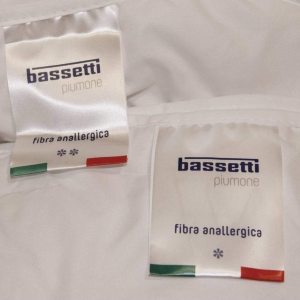 bassetti
piumone
fibra anallergica
**
bassetti
piumone
fibra anallergica
*